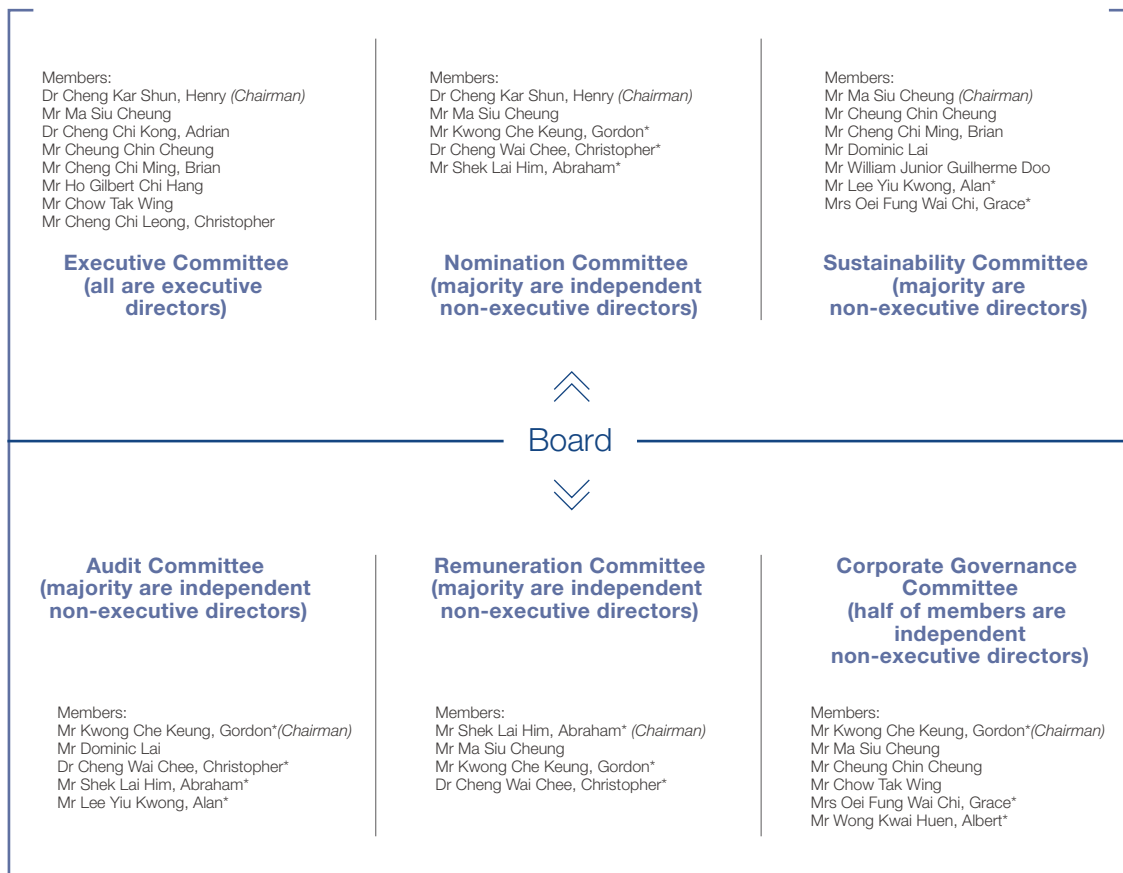 Members:
Dr Cheng Kar Shun, Henry (Chairman)
Mr Ma Siu Cheung
Dr Cheng Chi Kong, Adrian
Mr Cheung Chin Cheung
Mr Cheng Chi Ming, Brian
Mr Ho Gilbert Chi Hang
Mr Chow Tak Wing
Mr Cheng Chi Leong, Christopher
Executive Committee
(all are executive
directors)
Members:
Dr Cheng Kar Shun, Henry (Chairman)
Mr Ma Siu Cheung
Mr Kwong Che Keung, Gordon*
Dr Cheng Wai Chee, Christopher*
Mr Shek Lai Him, Abraham*
Nomination Committee
(majority are independent
non-executive directors)
Members:
Mr Ma Siu Cheung (Chairman)
Mr Cheung Chin Cheung
Mr Cheng Chi Ming, Brian
Mr Dominic Lai
Mr William Junior Guilherme Doo
Mr Lee Yiu Kwong, Alan*
Mrs Oei Fung Wai Chi, Grace*
Sustainability Committee
(majority are
non-executive directors)
Board
Audit Committee
(majority are independent
non-executive directors)
Members:
Mr Kwong Che Keung, Gordon*(Chairman)
Mr Dominic Lai
Dr Cheng Wai Chee, Christopher*
Mr Shek Lai Him, Abraham*
Mr Lee Yiu Kwong, Alan*
Remuneration Committee
(majority are independent
non-executive directors)
Members:
Mr Shek Lai Him, Abraham* (Chairman)
Mr Ma Siu Cheung
Mr Kwong Che Keung, Gordon*
Dr Cheng Wai Chee, Christopher*
Corporate Governance
Committee
(half of members are
independent
non-executive directors)
Members:
Mr Kwong Che Keung, Gordon*(Chairman)
Mr Ma Siu Cheung
Mr Cheung Chin Cheung
Mr Chow Tak Wing
Mrs Oei Fung Wai Chi, Grace*
Mr Wong Kwai Huen, Albert*